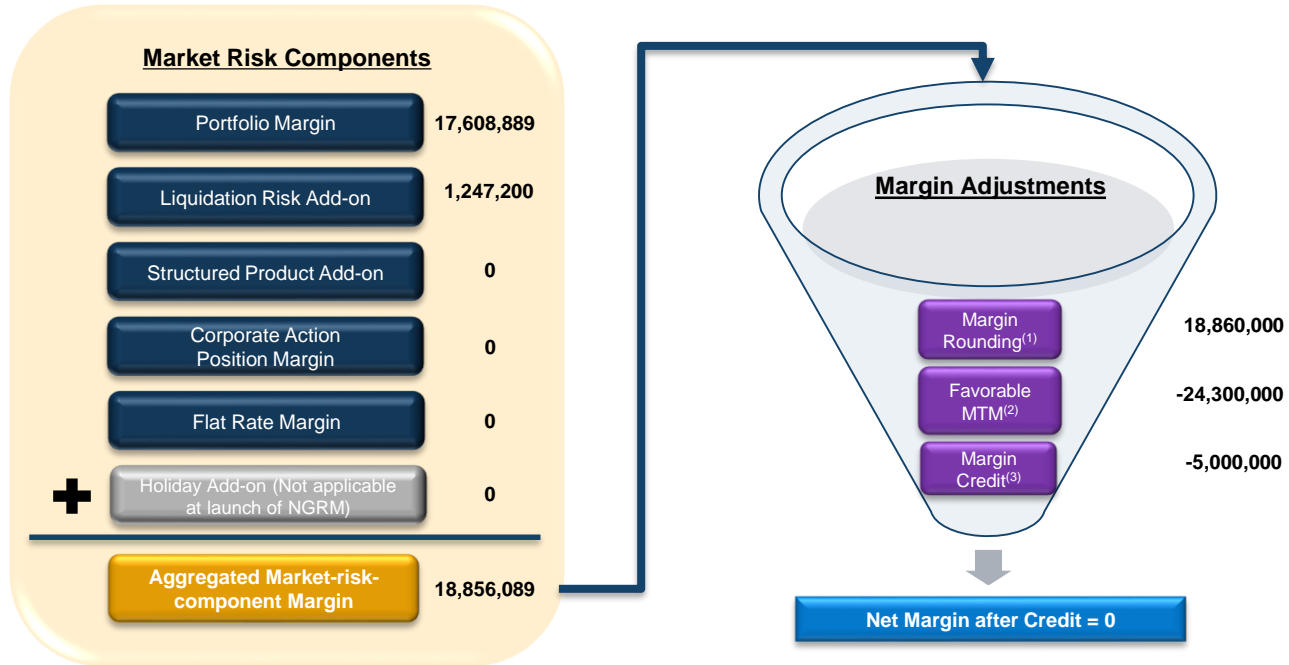 Market Risk Components
Portfolio Margin 17,608,889
Liquidation Risk Add-on 1,247,200
Structured Product Add-on 0
Corporate Action
Position Margin 0
Flat Rate Margin 0
Holiday Add-on (Not applicable
at launch of NGRM) 0
Aggregated Market-risk-
component Margin 18,856,089
Margin Adjustments
Margin
Rounding(1) 18,860,000
Favorable
MTM(2) -24,300,000
Margin
Credit(3) -5,000,000
Net Margin after Credit = 0